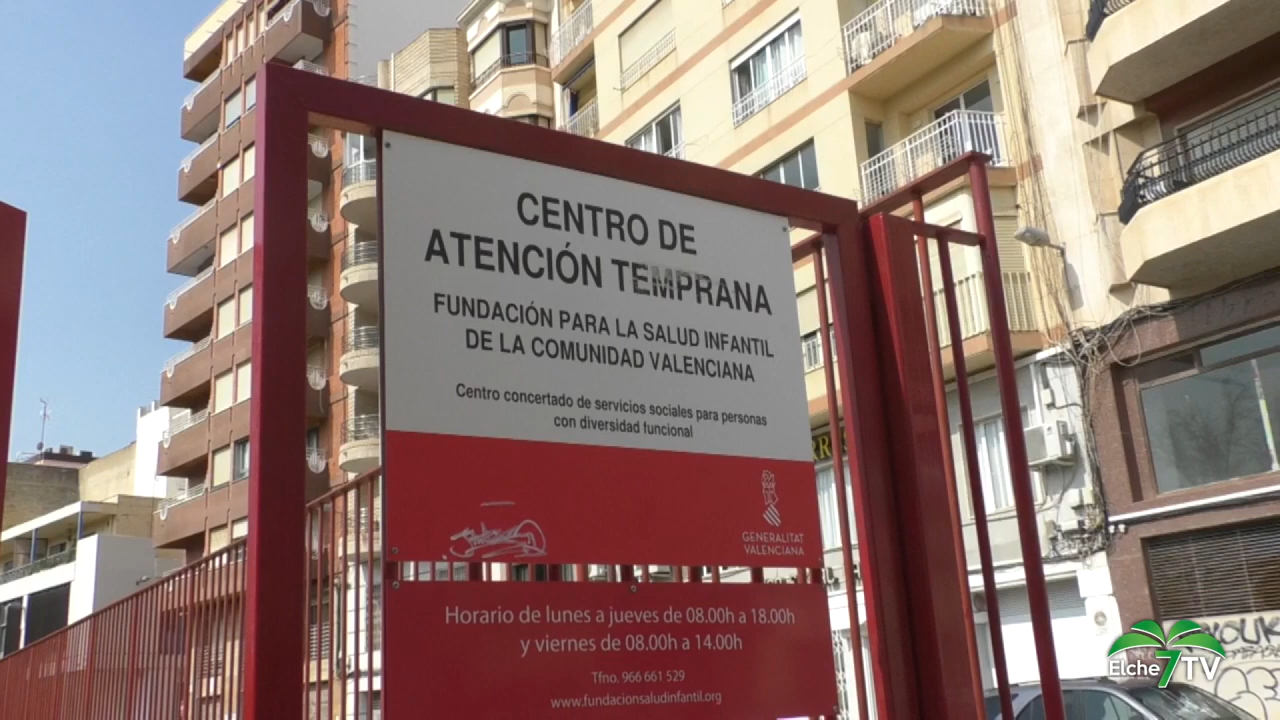 CENTRO DE
ATENCIÓN TEMPRANA
FUNDACIÓN PARA LA SALUD INFANTIL
DE LA COMUNIDAD VALENCIANA
Centro concertado de servicios sociales para personas
con diversidad funcional
GENERALITAT
VALENCIANA
Horario de lunes a jueves de 08.00h a 18.00h
y viernes de 08.00h a 14.00h
Tfno. 966 661 529
www.fundacionsaludinfantil.org
Elche 7 TV